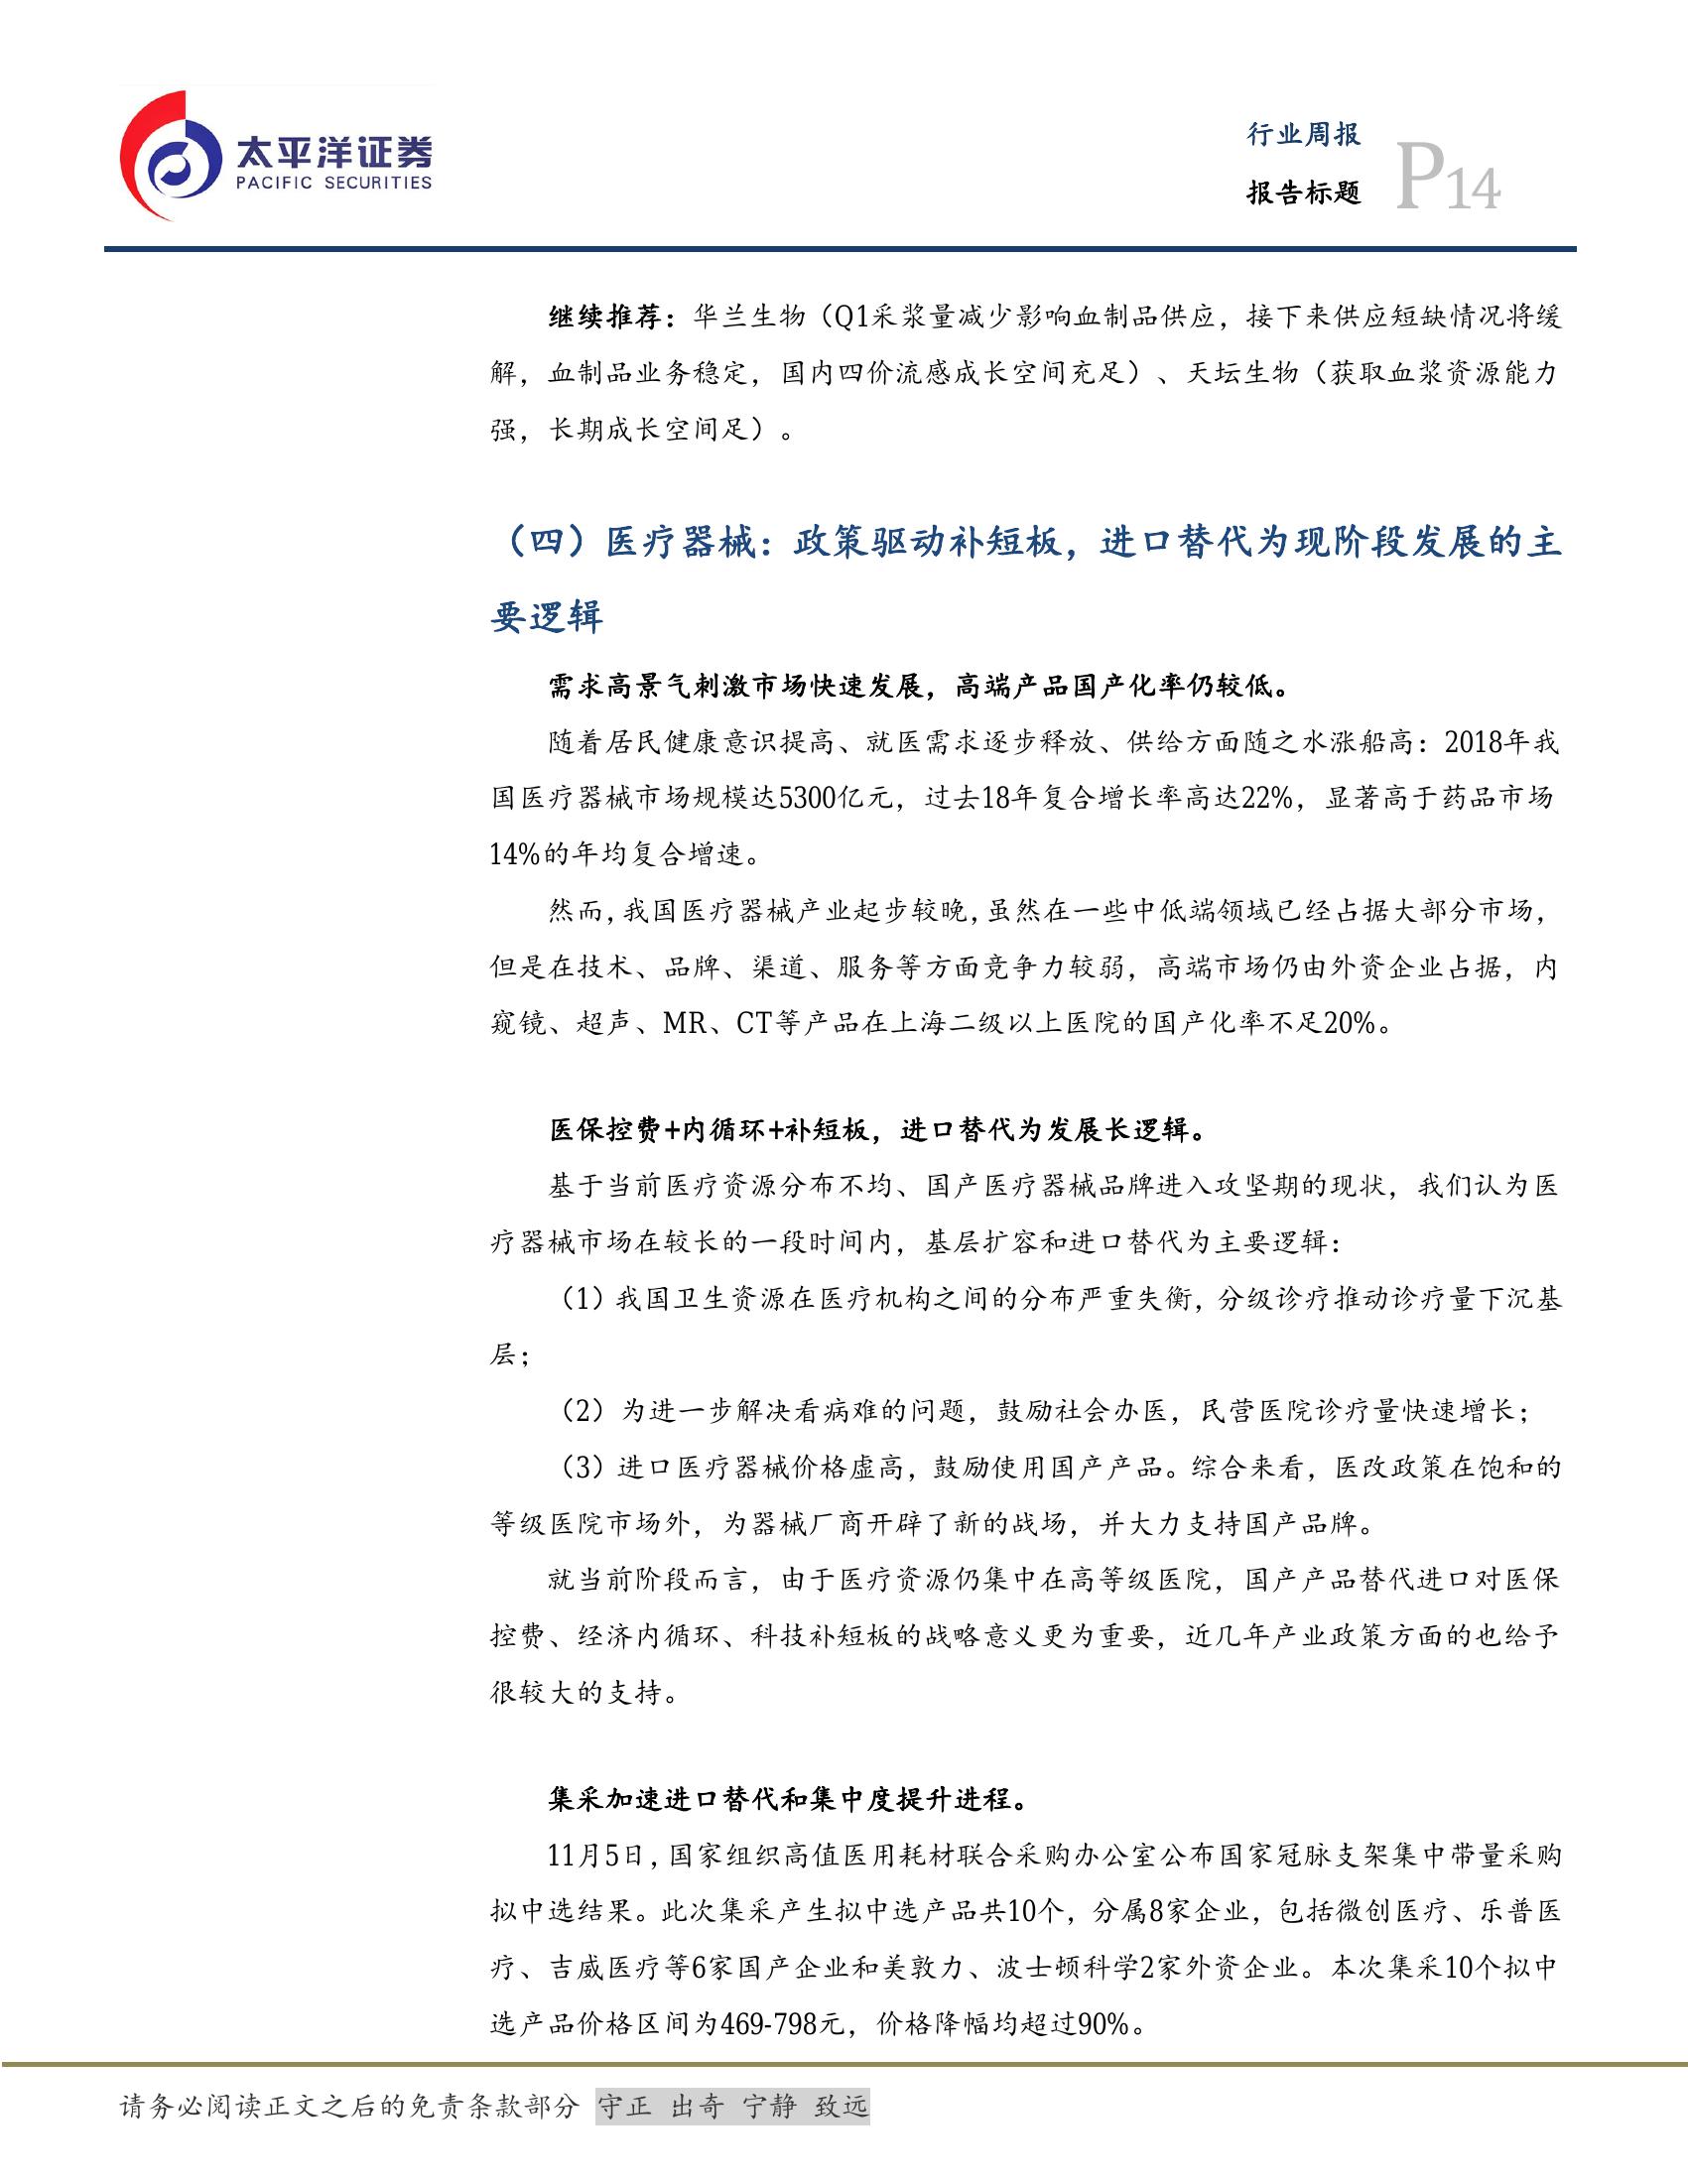 太平洋证券
PACIFIC SECURITIES
行业周报
报告标题
P14
继续推荐：华兰生物（Q1采浆量减少影响血制品供应，接下来供应短缺情况将缓
解，血制品业务稳定，国内四价流感成长空间充足）、天坛生物（获取血浆资源能力
强，长期成长空间足）。
（四）医疗器械：政策驱动补短板，进口替代为现阶段发展的主
要逻辑
需求高景气刺激市场快速发展，高端产品国产化率仍较低。
随着居民健康意识提高、就医需求逐步释放、供给方面随之水涨船高：2018年我
国医疗器械市场规模达5300亿元，过去18年复合增长率高达22%，显著高于药品市场
14%的年均复合增速。
然而，我国医疗器械产业起步较晚，虽然在一些中低端领域已经占据大部分市场，
但是在技术、品牌、渠道、服务等方面竞争力较弱，高端市场仍由外资企业占据，内
窥镜、超声、MR、CT等产品在上海二级以上医院的国产化率不足20%。
医保控费+内循环+补短板，进口替代为发展长逻辑。
基于当前医疗资源分布不均、国产医疗器械品牌进入攻坚期的现状，我们认为医
疗器械市场在较长的一段时间内，基层扩容和进口替代为主要逻辑：
（1）我国卫生资源在医疗机构之间的分布严重失衡，分级诊疗推动诊疗量下沉基
层；
（2）为进一步解决看病难的问题，鼓励社会办医，民营医院诊疗量快速增长；
（3）进口医疗器械价格虚高，鼓励使用国产产品。综合来看，医改政策在饱和的
等级医院市场外，为器械厂商开辟了新的战场，并大力支持国产品牌。
就当前阶段而言，由于医疗资源仍集中在高等级医院，国产产品替代进口对医保
控费、经济内循环、科技补短板的战略意义更为重要，近几年产业政策方面的也给予
很较大的支持。
集采加速进口替代和集中度提升进程。
11月5日，国家组织高值医用耗材联合采购办公室公布国家冠脉支架集中带量采购
拟中选结果。此次集采产生拟中选产品共10个，分属8家企业，包括微创医疗、乐普医
疗、吉威医疗等6家国产企业和美敦力、波士顿科学2家外资企业。本次集采10个拟中
选产品价格区间为469-798元，价格降幅均超过90%。
请务必阅读正文之后的免责条款部分 守正 出奇 宁静 致远